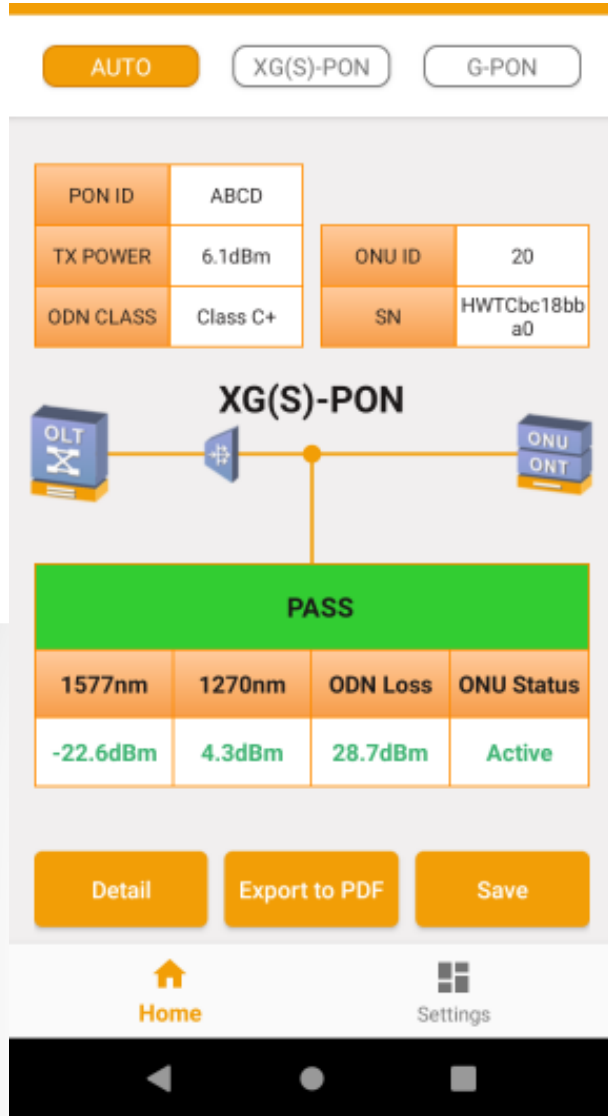 AUTO XG(S)-PON G-PON
PON ID ABCD
TX POWER 6.1dBm ONU ID 20
ODN CLASS Class C+ SN HWTCbc18bb
a0
XG(S)-PON
OLT
ONU
ONT
PASS
1577nm 1270nm ODN Loss ONU Status
-22.6dBm 4.3dBm 28.7dBm Active
Detail Export to PDF Save
Home Settings